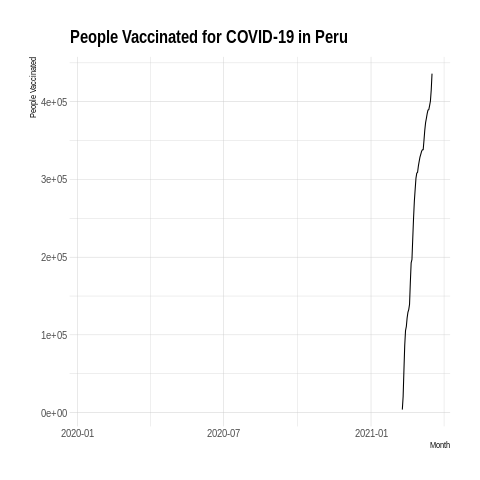 People Vaccinated for COVID-19 in Peru
People Vaccinated
4e+05
3e+05
2e+05
1e+05
0e+00
2020-01
2020-07
2021-01
Month